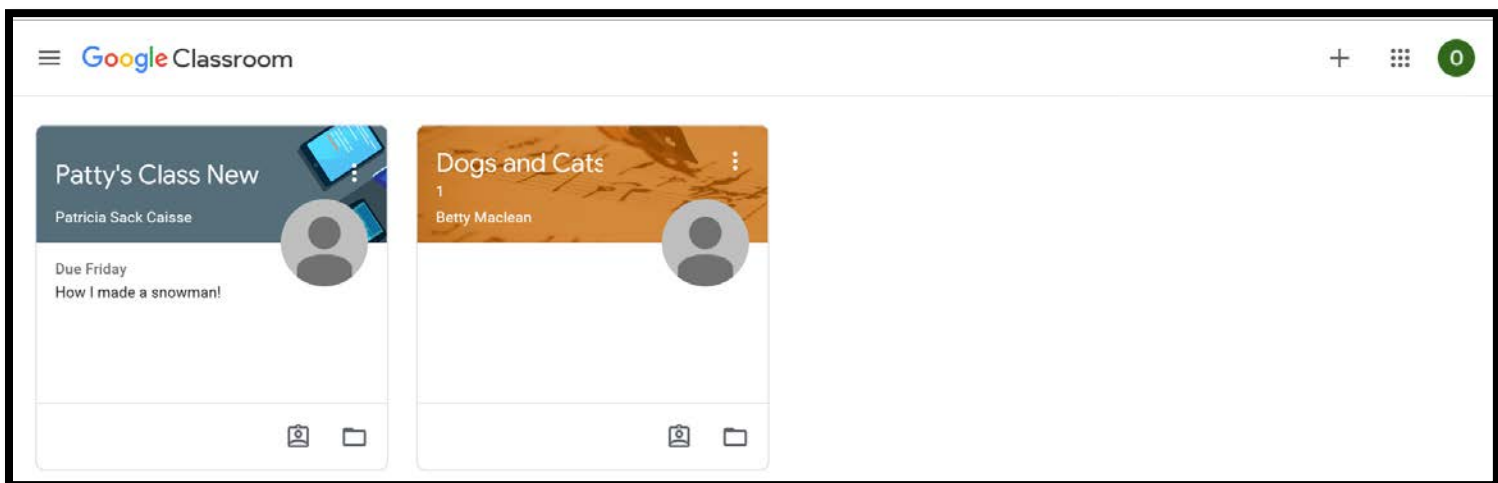 Google Classroom
O
Patty's Class New
Patricia Sack Caisse
Due Friday
How I made a snowman!
Dogs and Cats
1
Betty Maclean